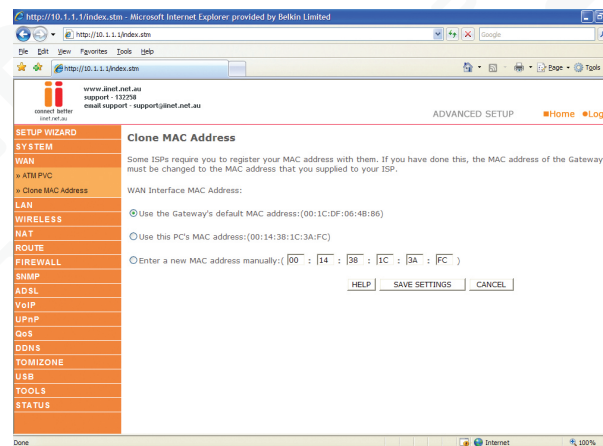 http://10.1.1.1/index.stm - Microsoft Internet Explorer provided by Belkin Limited
http://10.1.1.1/index.stm
Google
File Edit View Favorites Tools Help
http://10.1.1.1/index.stm
Page Tools
connect better
iinet.net.au
www.iinet.net.au
support - 132258
email support - support@iinet.net.au
ADVANCED SETUP
Home
SETUP WIZARD
SYSTEM
WAN
» ATM PVC
» Clone MAC Address
LAN
WIRELESS
NAT
ROUTE
FIREWALL
SNMP
ADSL
VoIP
UPnP
QoS
DDNS
TOMIZONE
USB
TOOLS
STATUS
Clone MAC Address
Some ISPs require you to register your MAC address with them. If you have done this, the MAC address of the Gateway
must be changed to the MAC address that you supplied to your ISP.
WAN Interface MAC Address:
Use the Gateway's default MAC address:(00:1C:DF:06:4B:86)
Use this PC's MAC address:(00:14:38:1C:3A:FC)
Enter a new MAC address manually:( 00 : 14 : 38 : 1C : 3A : FC )
HELP SAVE SETTINGS CANCEL
Done
Internet
100%